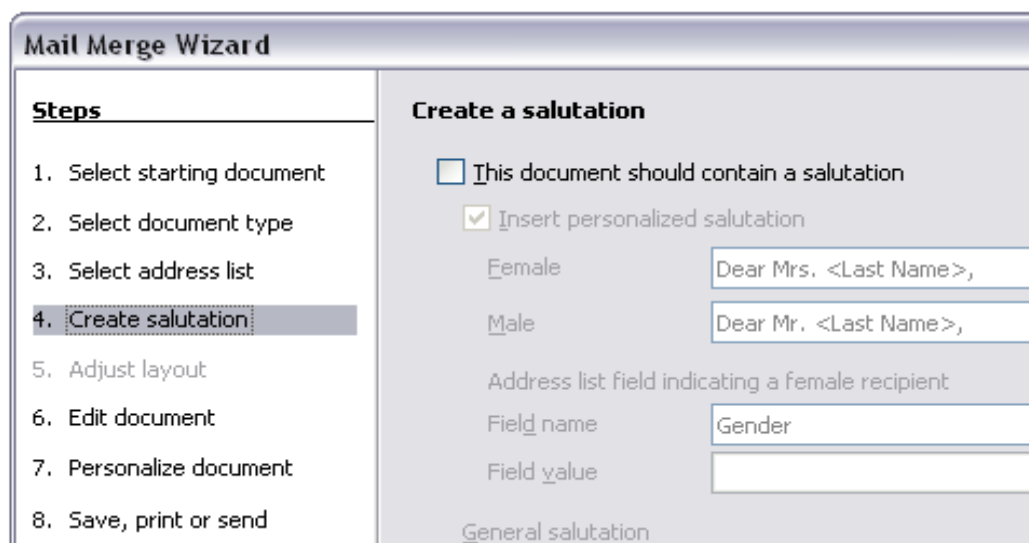 Mail Merge Wizard
Steps
1. Select starting document
2. Select document type
3. Select address list
4. Create salutation
5. Adjust layout
6. Edit document
7. Personalize document
8. Save, print or send
Create a salutation
This document should contain a salutation
Insert personalized salutation
Female Dear Mrs. <Last Name>,
Male Dear Mr. <Last Name>,
Address list field indicating a female recipient
Field name Gender
Field value
General salutation